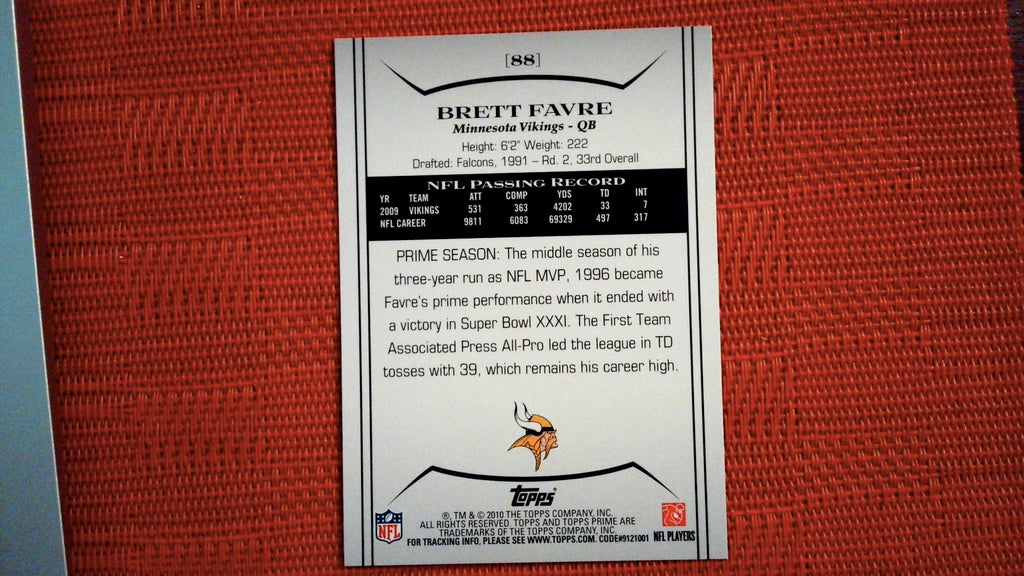 [88]
BRETT FAVRE
Minnesota Vikings - QB
Height: 6'2" Weight: 222
Drafted: Falcons, 1991 – Rd. 2, 33rd Overall
NFL PASSING RECORD
YR TEAM ATT COMP YDS TD INT
2009 VIKINGS 531 363 4202 33 7
NFL CAREER 9811 6083 69329 497 317
PRIME SEASON: The middle season of his
three-year run as NFL MVP, 1996 became
Favre's prime performance when it ended with
a victory in Super Bowl XXXI. The First Team
Associated Press All-Pro led the league in TD
tosses with 39, which remains his career high.
Topps®
®, TM & © 2010 THE TOPPS COMPANY, INC.
ALL RIGHTS RESERVED. TOPPS AND TOPPS PRIME ARE
TRADEMARKS OF THE TOPPS COMPANY, INC.
FOR TRACKING INFO, PLEASE SEE WWW.TOPPS.COM. CODE#9121001
NFL
NFL PLAYERS